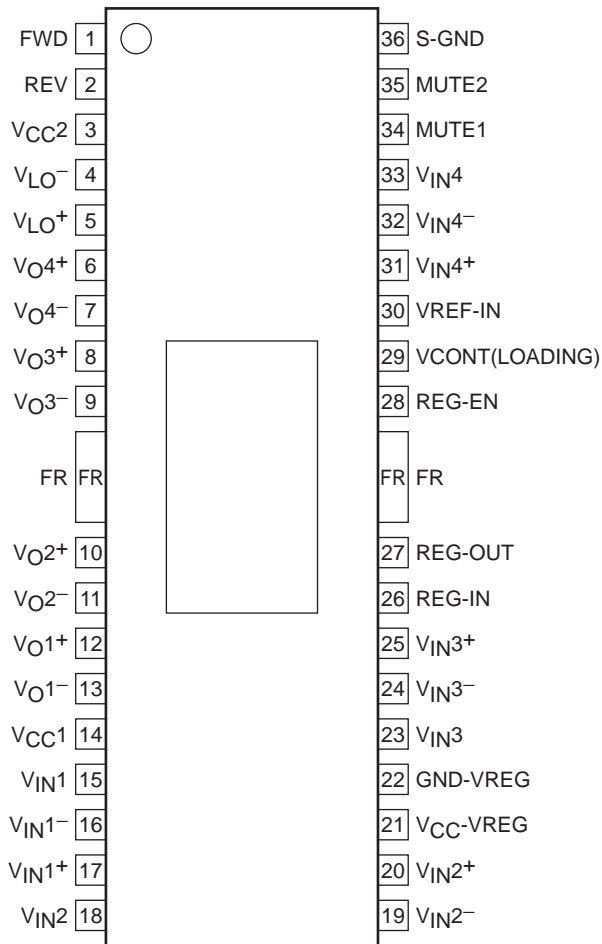 FWD 1 36 S-GND
REV 2 35 MUTE2
VCC2 3 34 MUTE1
VLO− 4 33 VIN4
VLO+ 5 32 VIN4−
VO4+ 6 31 VIN4+
VO4− 7 30 VREF-IN
VO3+ 8 29 VCONT(LOADING)
VO3− 9 28 REG-EN
FR FR FR FR
VO2+ 10 27 REG-OUT
VO2− 11 26 REG-IN
VO1+ 12 25 VIN3+
VO1− 13 24 VIN3−
VCC1 14 23 VIN3
VIN1 15 22 GND-VREG
VIN1− 16 21 VCC-VREG
VIN1+ 17 20 VIN2+
VIN2 18 19 VIN2−